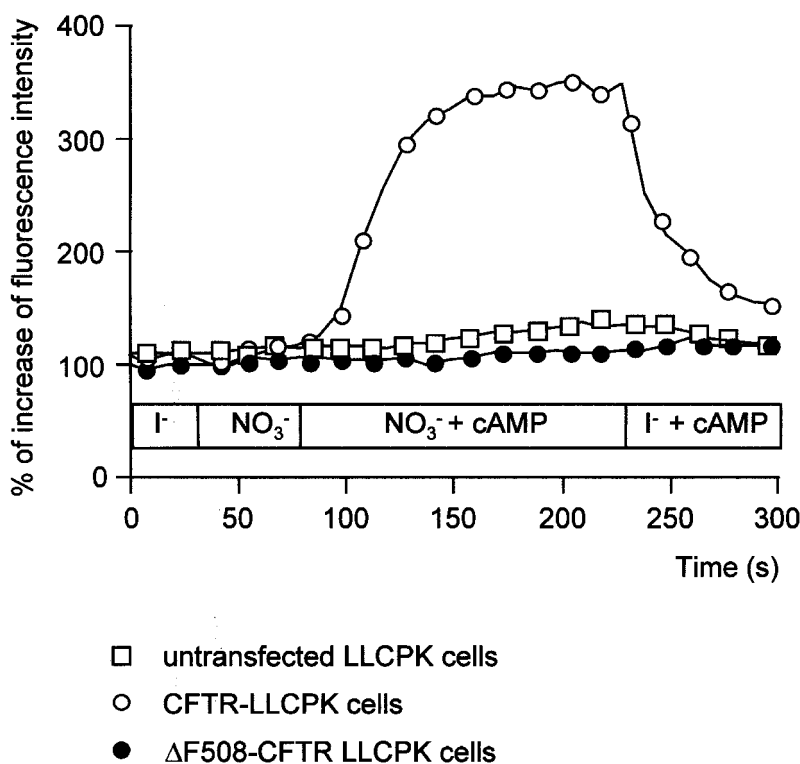 % of increase of fluorescence intensity
400
300
200
100
0
I⁻ NO₃⁻ NO₃⁻ + cAMP I⁻ + cAMP
0 50 100 150 200 250 300
Time (s)
untransfected LLCPK cells
CFTR-LLCPK cells
ΔF508-CFTR LLCPK cells